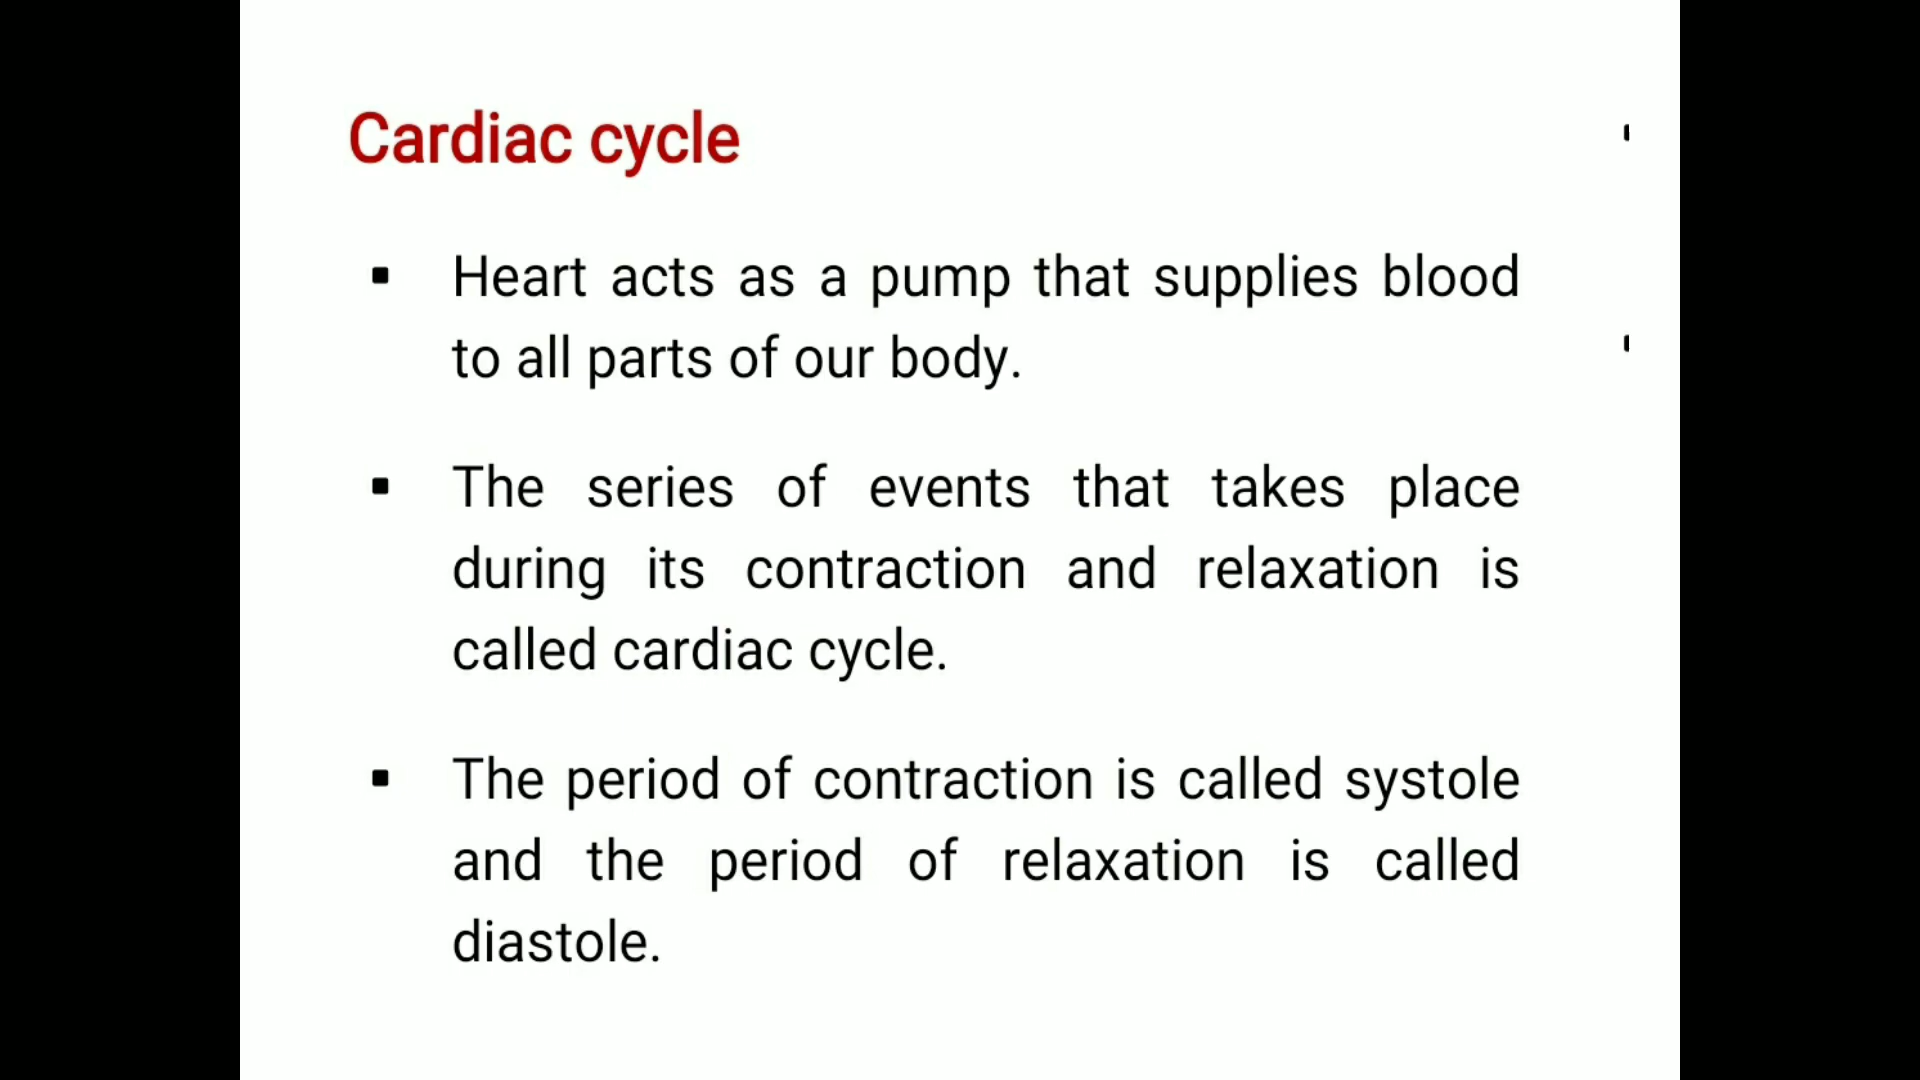 Cardiac cycle
▪ Heart acts as a pump that supplies blood
to all parts of our body.
▪ The series of events that takes place
during its contraction and relaxation is
called cardiac cycle.
▪ The period of contraction is called systole
and the period of relaxation is called
diastole.